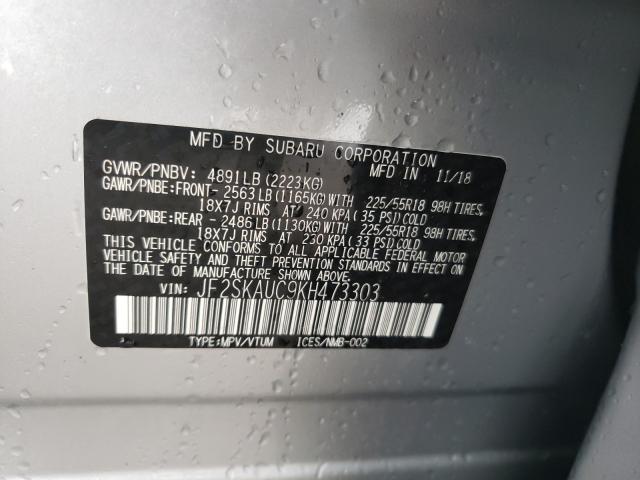 MFD BY SUBARU CORPORATION
GVWR/PNBV: 4891LB (2223KG) MFD IN 11/18
GAWR/PNBE:FRONT- 2563LB (1165KG)WITH 225/55R18 98H TIRES,
18X7J RIMS AT 240 KPA ( 35 PSI)COLD
GAWR/PNBE:REAR - 2486LB (1130KG)WITH 225/55R18 98H TIRES,
18X7J RIMS AT 230 KPA ( 33 PSI)COLD
THIS VEHICLE CONFORMS TO ALL APPLICABLE FEDERAL MOTOR
VEHICLE SAFETY AND THEFT PREVENTION STANDARDS IN EFFECT ON
THE DATE OF MANUFACTURE SHOWN ABOVE.
VIN: JF2SKAUC9KH473303
TYPE:MPV/VTUM ICES/NMB-002